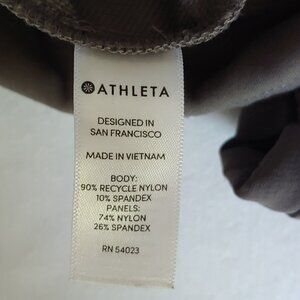 ATHLETA
DESIGNED IN
SAN FRANCISCO
MADE IN VIETNAM
BODY:
90% RECYCLE NYLON
10% SPANDEX
PANELS:
74% NYLON
26% SPANDEX
RN 54023